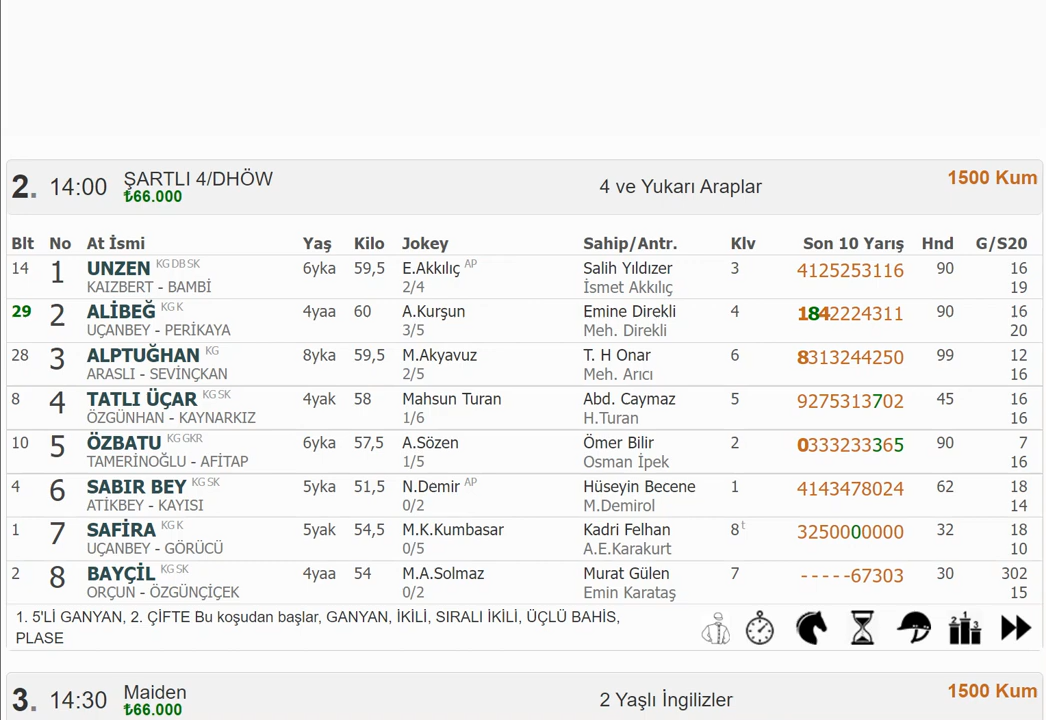 2. 14:00 ŞARTLI 4/DHÖW 4 ve Yukarı Araplar 1500 Kum
₺66.000
Blt No At İsmi Yaş Kilo Jokey Sahip/Antr. Klv Son 10 Yarış Hnd G/S20
14 1 UNZEN KG DB SK 6yka 59,5 E.Akkılıç AP Salih Yıldızer 3 4125253116 90 16
KAIZBERT - BAMBİ 2/4 İsmet Akkılıç 19
29 2 ALİBEĞ KG K 4yaa 60 A.Kurşun Emine Direkli 4 1842224311 90 16
UÇANBEY - PERİKAYA 3/5 Meh. Direkli 20
28 3 ALPTUĞHAN KG 8yka 59,5 M.Akyavuz T. H Onar 6 8313244250 99 12
ARASLI - SEVİNÇKAN 2/5 Meh. Arıcı 16
8 4 TATLI ÜÇAR KG SK 4yak 58 Mahsun Turan Abd. Caymaz 5 9275313702 45 16
ÖZGÜNHAN - KAYNARKIZ 1/6 H.Turan 16
10 5 ÖZBATU KG GKR 6yka 57,5 A.Sözen Ömer Bilir 2 0333233365 90 7
TAMERİNOĞLU - AFİTAP 1/5 Osman İpek 16
4 6 SABIR BEY KG SK 5yka 51,5 N.Demir AP Hüseyin Becene 1 4143478024 62 18
ATİKBEY - KAYISI 0/2 M.Demirol 14
1 7 SAFİRA KG K 5yak 54,5 M.K.Kumbasar Kadri Felhan 8 t 3250000000 32 18
UÇANBEY - GÖRÜCÜ 0/5 A.E.Karakurt 10
2 8 BAYÇİL KG SK 4yaa 54 M.A.Solmaz Murat Gülen 7 -----67303 30 302
ORÇUN - ÖZGÜNÇİÇEK 0/2 Emin Karataş 15
1. 5'Lİ GANYAN, 2. ÇİFTE Bu koşudan başlar, GANYAN, İKİLİ, SIRALI İKİLİ, ÜÇLÜ BAHİS,
PLASE
2 1 3
3. 14:30 Maiden 2 Yaşlı İngilizler 1500 Kum
₺66.000